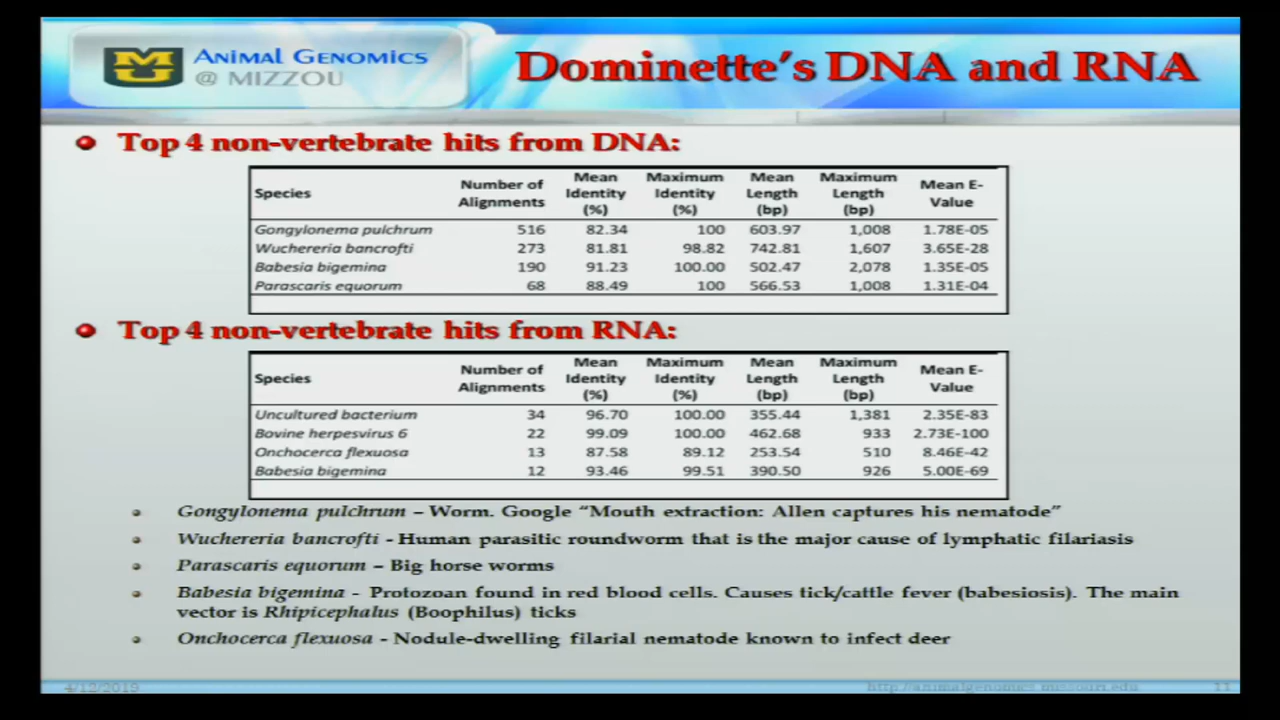 ANIMAL GENOMICS
@ MIZZOU
Dominette's DNA and RNA
Top 4 non-vertebrate hits from DNA:
Species Number of Alignments Mean Identity (%) Maximum Identity (%) Mean Length (bp) Maximum Length (bp) Mean E-Value
Gongylonema pulchrum 516 82.34 100 603.97 1,008 1.78E-05
Wuchereria bancrofti 273 81.81 98.82 742.81 1,607 3.65E-28
Babesia bigemina 190 91.23 100.00 502.47 2,078 1.35E-05
Parascaris equorum 68 88.49 100 566.53 1,008 1.31E-04
Top 4 non-vertebrate hits from RNA:
Species Number of Alignments Mean Identity (%) Maximum Identity (%) Mean Length (bp) Maximum Length (bp) Mean E-Value
Uncultured bacterium 34 96.70 100.00 355.44 1,381 2.35E-83
Bovine herpesvirus 6 22 99.09 100.00 462.68 933 2.73E-100
Onchocerca flexuosa 13 87.58 89.12 253.54 510 8.46E-42
Babesia bigemina 12 93.46 99.51 390.50 926 5.00E-69
Gongylonema pulchrum – Worm. Google "Mouth extraction: Allen captures his nematode"
Wuchereria bancrofti - Human parasitic roundworm that is the major cause of lymphatic filariasis
Parascaris equorum – Big horse worms
Babesia bigemina - Protozoan found in red blood cells. Causes tick/cattle fever (babesiosis). The main
vector is Rhipicephalus (Boophilus) ticks
Onchocerca flexuosa - Nodule-dwelling filarial nematode known to infect deer
4/12/2019 http://animalgenomics.missouri.edu 11